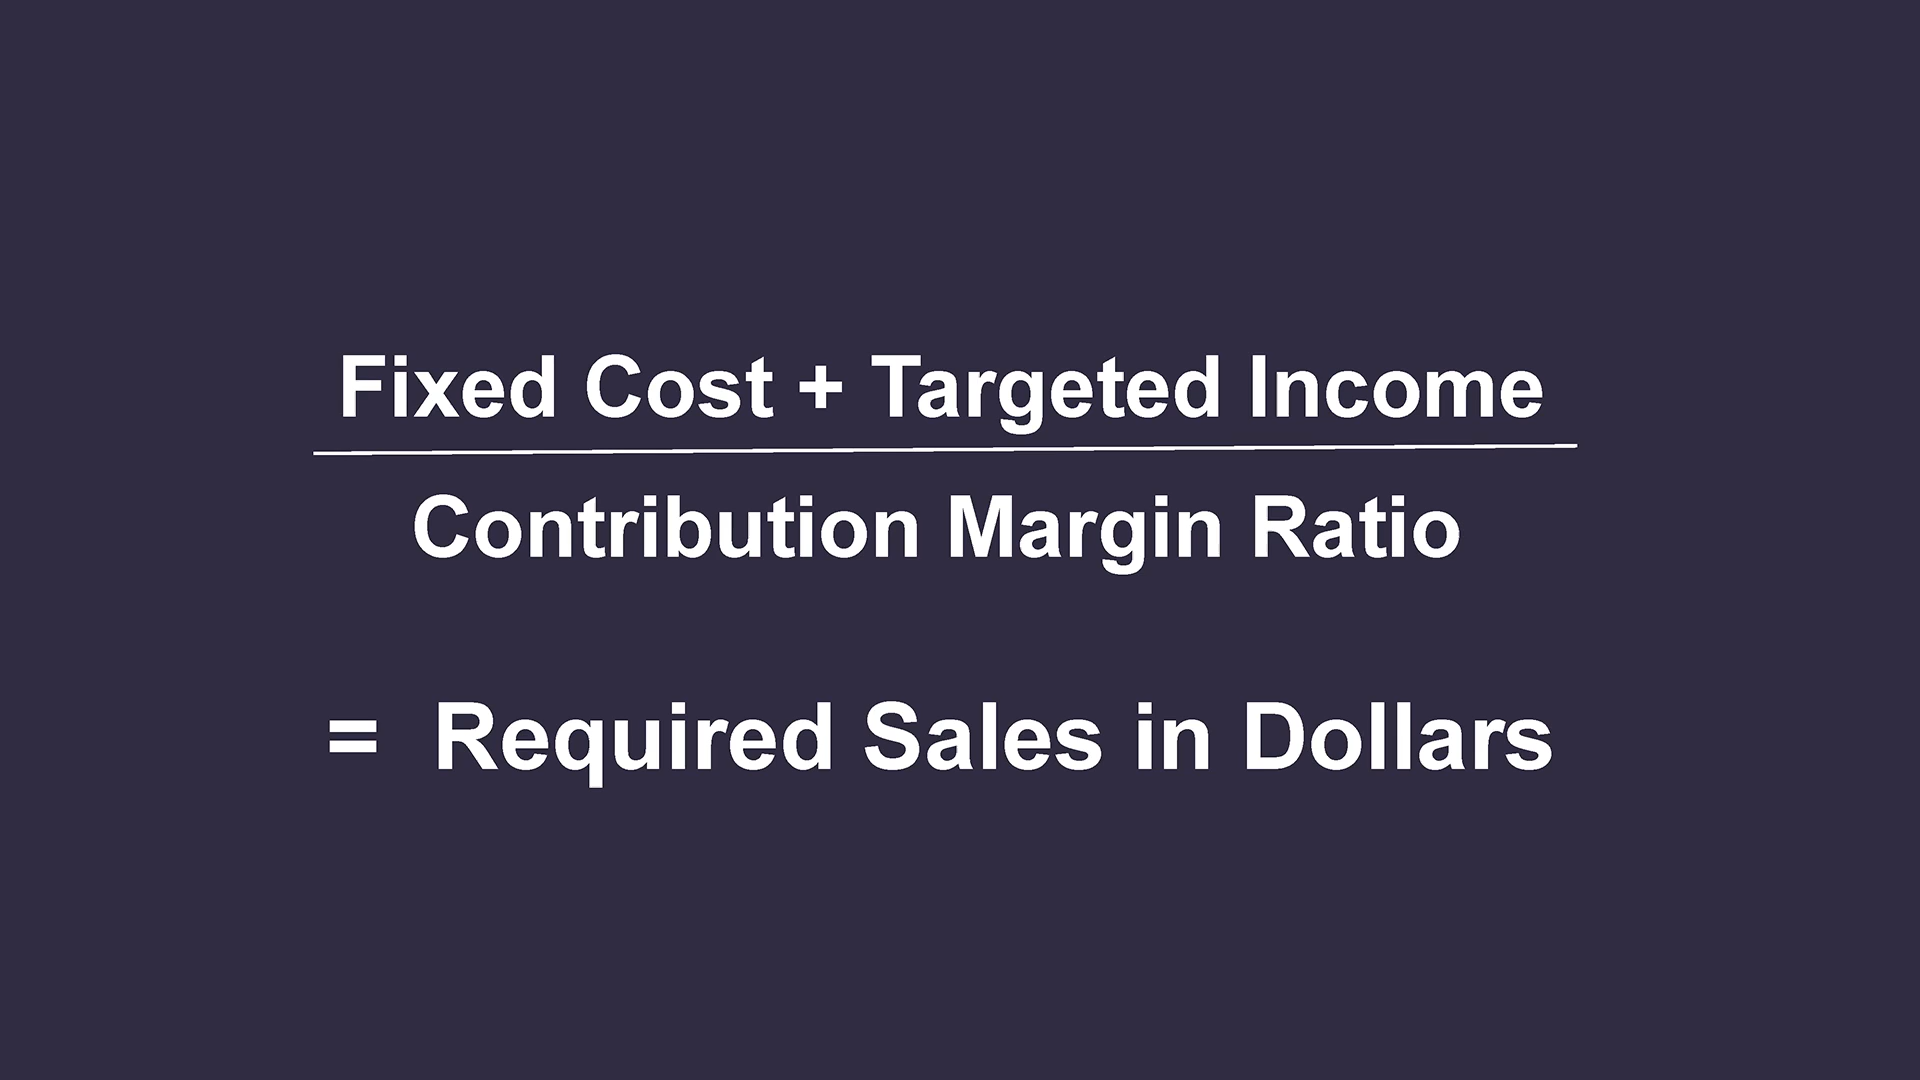 Fixed Cost + Targeted Income
Contribution Margin Ratio
= Required Sales in Dollars